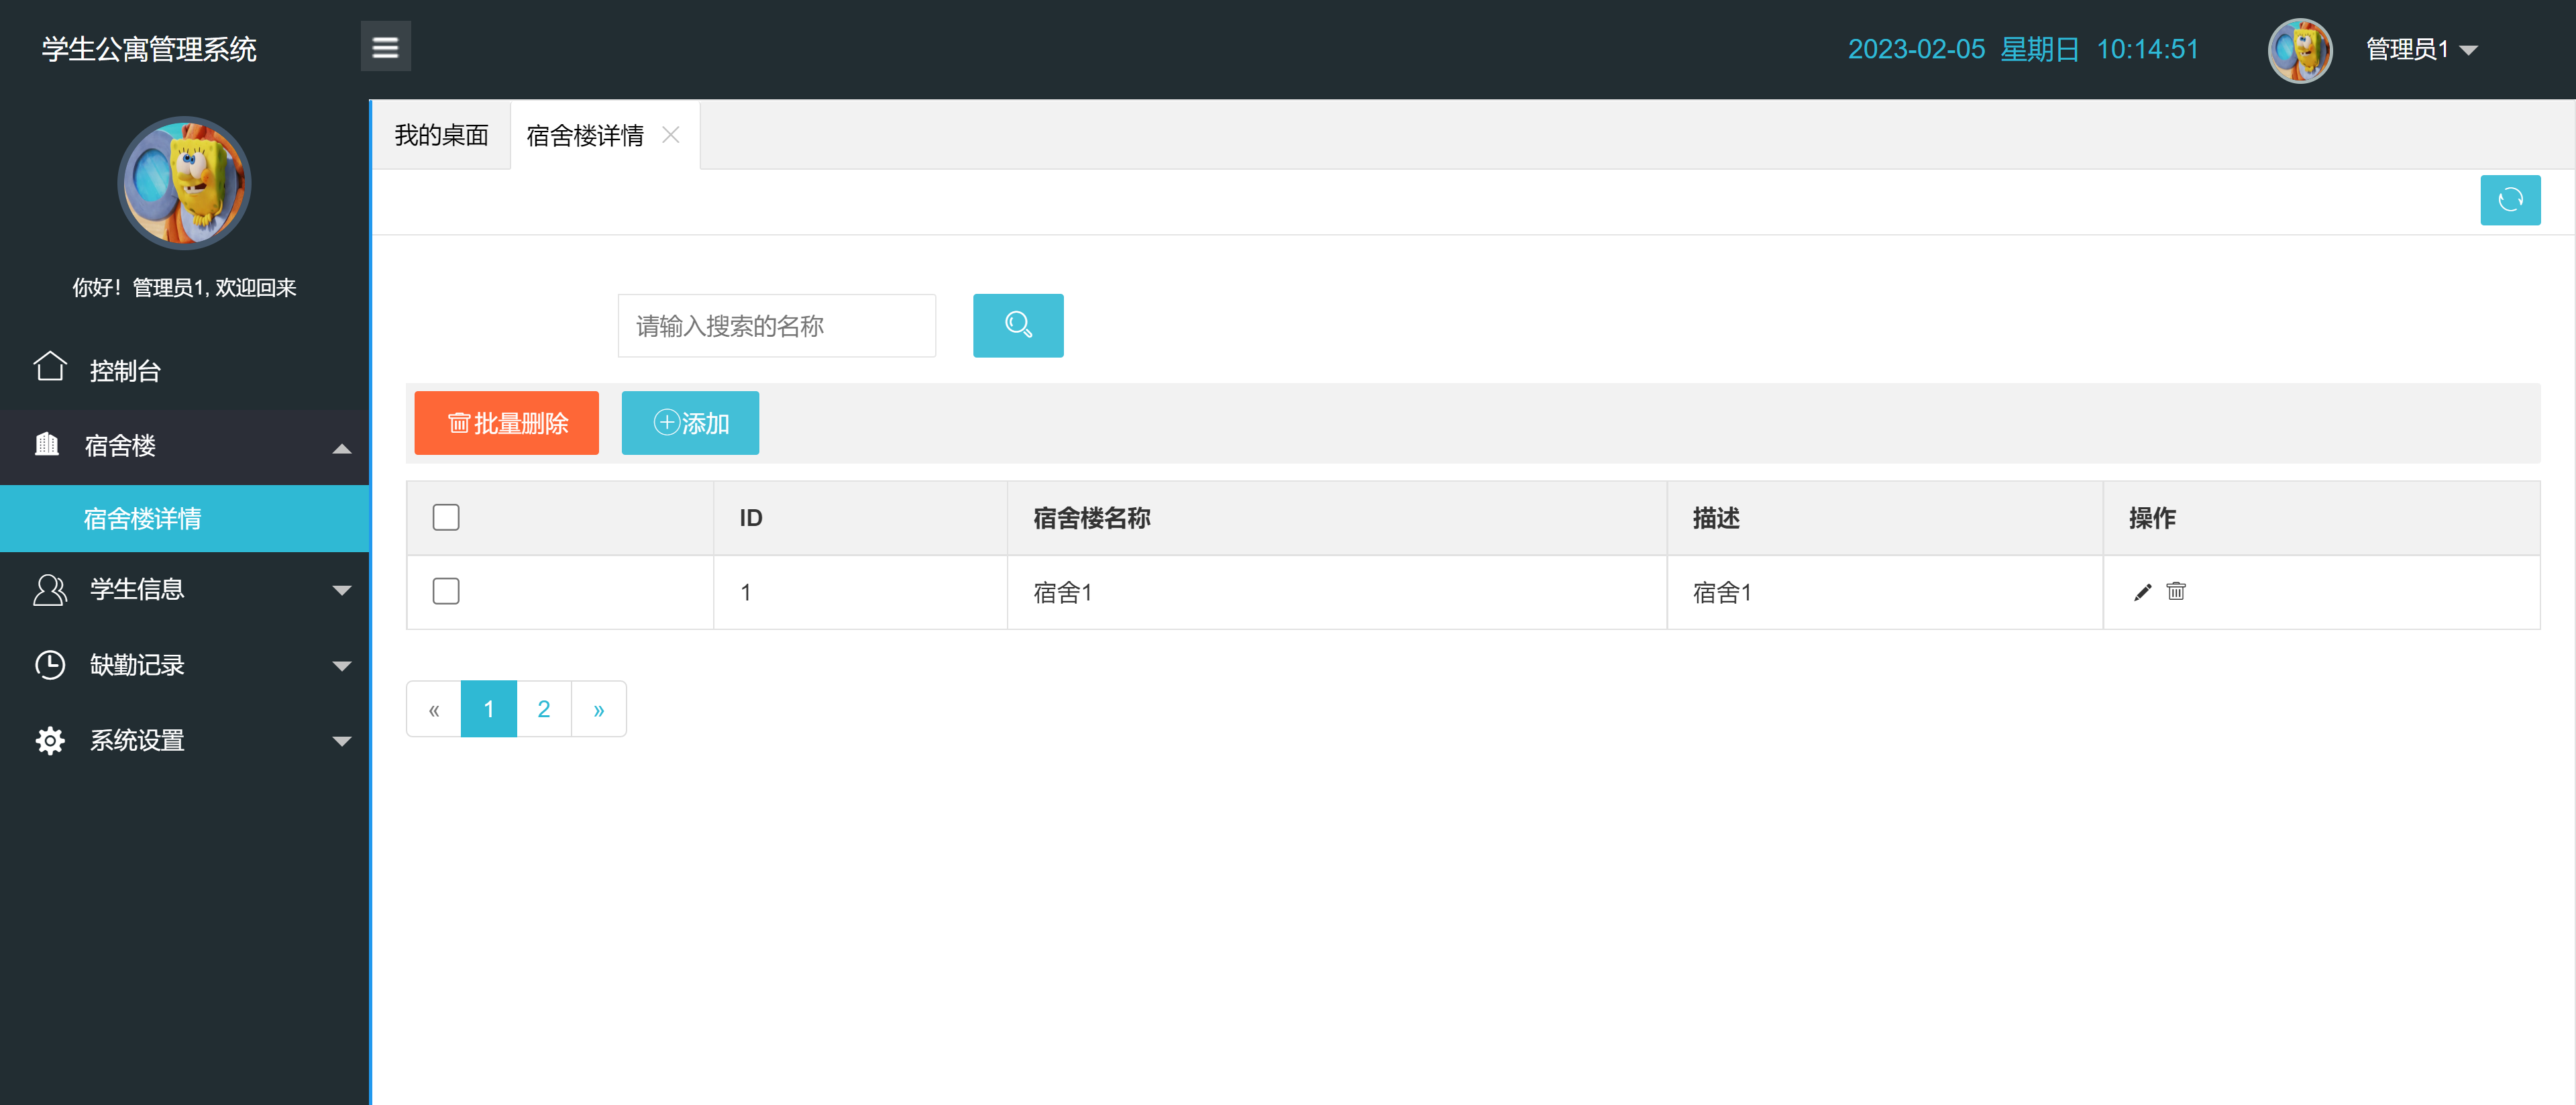 学生公寓管理系统
2023-02-05 星期日 10:14:51
管理员1
你好！管理员1, 欢迎回来
控制台
宿舍楼
宿舍楼详情
学生信息
缺勤记录
系统设置
我的桌面
宿舍楼详情
请输入搜索的名称
批量删除 添加
ID 宿舍楼名称 描述 操作
1 宿舍1 宿舍1
« 1 2 »